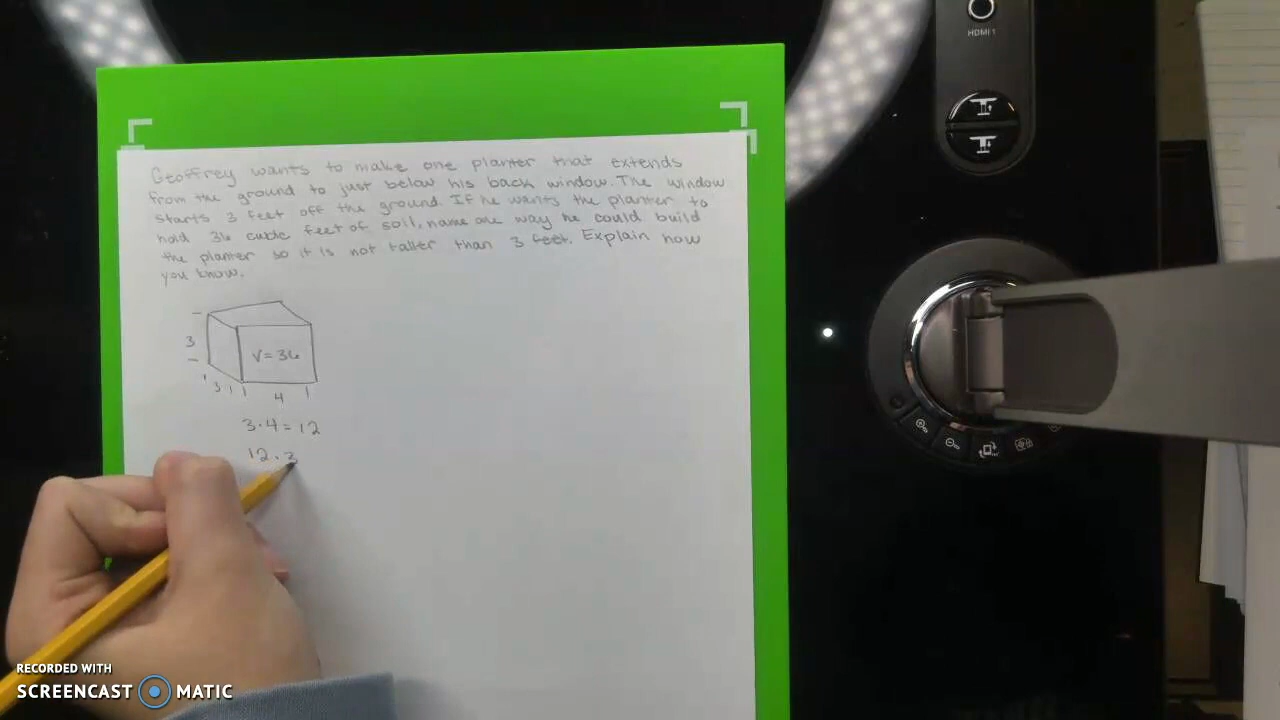 HDMI 1
Geoffrey wants to make one planter that extends
from the ground to just below his back window. The window
starts 3 feet off the ground. If he wants the planter to
hold 36 cubic feet of soil, name one way he could build
the planter so it is not taller than 3 feet. Explain how
you know.
3
V=36
3
4
3·4=12
12·3
RECORDED WITH
SCREENCAST MATIC